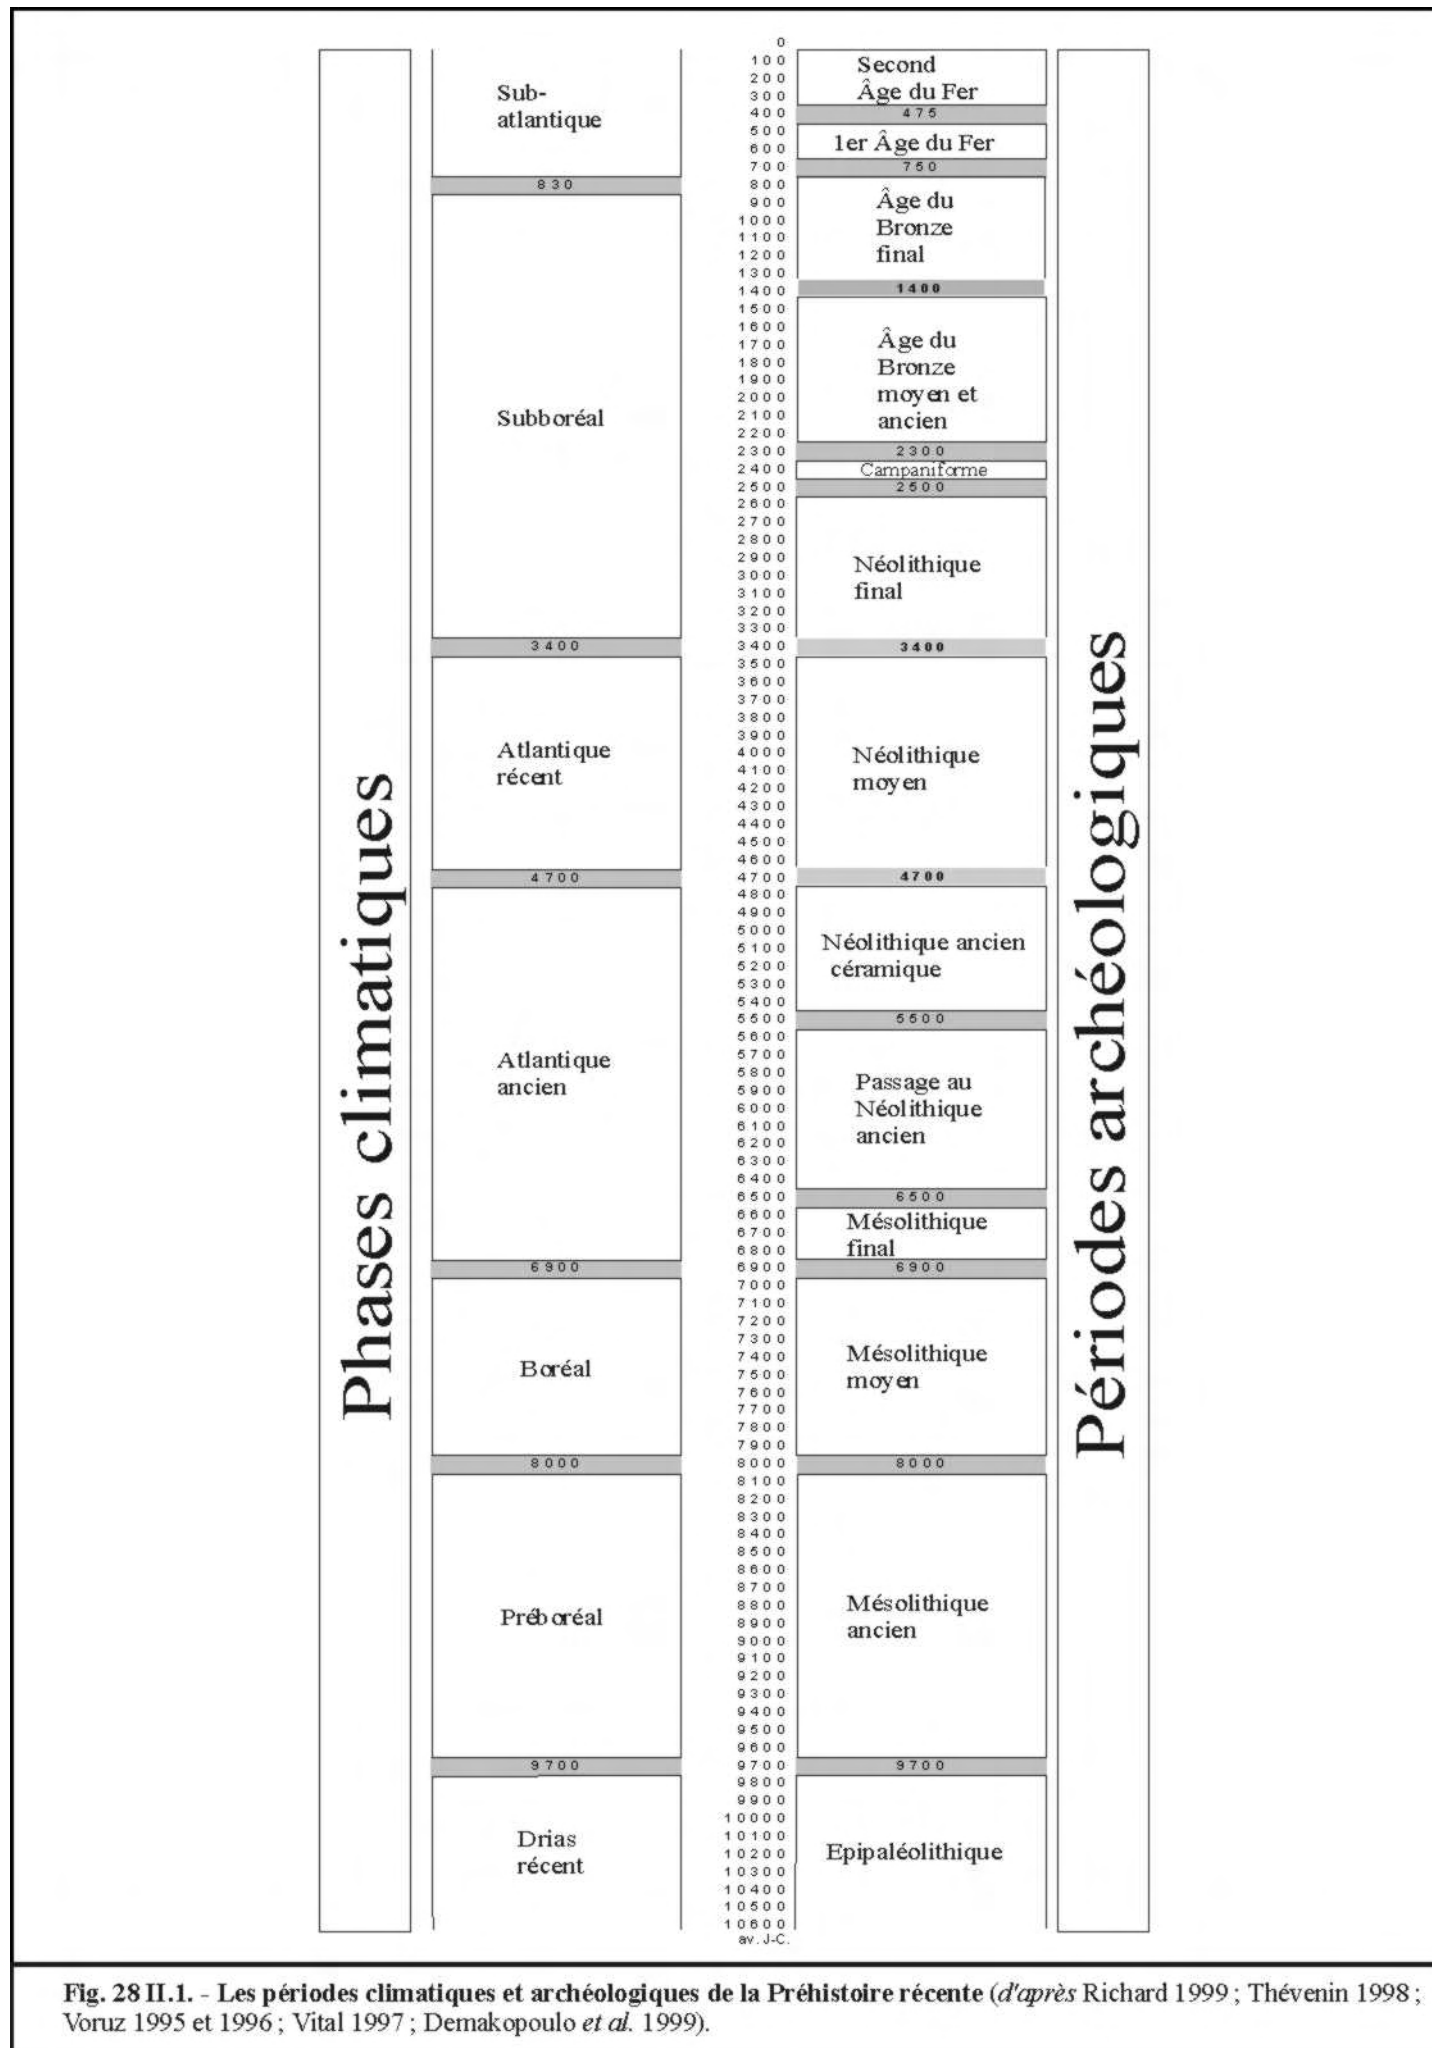 Phases climatiques
Sub-
atlantique
830
Subboréal
3400
Atlantique
récent
4700
Atlantique
ancien
6900
Boréal
8000
Préboréal
9700
Drias
récent
0
100
200
300
400
500
600
700
800
900
1000
1100
1200
1300
1400
1500
1600
1700
1800
1900
2000
2100
2200
2300
2400
2500
2600
2700
2800
2900
3000
3100
3200
3300
3400
3500
3600
3700
3800
3900
4000
4100
4200
4300
4400
4500
4600
4700
4800
4900
5000
5100
5200
5300
5400
5500
5600
5700
5800
5900
6000
6100
6200
6300
6400
6500
6600
6700
6800
6900
7000
7100
7200
7300
7400
7500
7600
7700
7800
7900
8000
8100
8200
8300
8400
8500
8600
8700
8800
8900
9000
9100
9200
9300
9400
9500
9600
9700
9800
9900
10000
10100
10200
10300
10400
10500
10600
av. J-C.
Second
Âge du Fer
475
1er Âge du Fer
750
Âge du
Bronze
final
1400
Âge du
Bronze
moyen et
ancien
2300
Campaniforme
2500
Néolithique
final
3400
Néolithique
moyen
4700
Néolithique ancien
céramique
5500
Passage au
Néolithique
ancien
6500
Mésolithique
final
6900
Mésolithique
moyen
8000
Mésolithique
ancien
9700
Epipaléolithique
Périodes archéologiques
Fig. 28 II.1. - Les périodes climatiques et archéologiques de la Préhistoire récente (d'après Richard 1999 ; Thévenin 1998 ;
Voruz 1995 et 1996 ; Vital 1997 ; Demakopoulo et al. 1999).